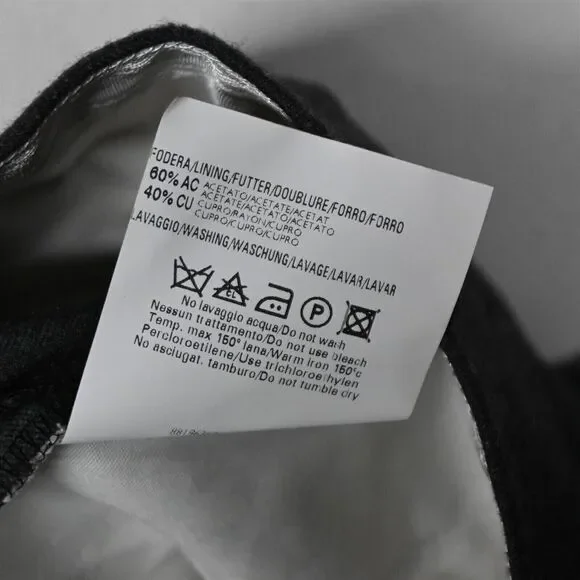 FODERA/LINING/FUTTER/DOUBLURE/FORRO/FORRO
60% AC ACETATO/ACETATE/ACETAT
ACETATE/ACETATO/ACETATO
40% CU CUPRO/RAYON/CUPRO
CUPRO/CUPRO/CUPRO
LAVAGGIO/WASHING/WASCHUNG/LAVAGE/LAVAR/LAVAR
CL P
No lavaggio acqua/Do not wash
Nessun trattamento/Do not use bleach
Temp. max 150° lana/Warm iron 150°c
Percloroetilene/Use trichloroethylen
No asciugat. tamburo/Do not tumble dry